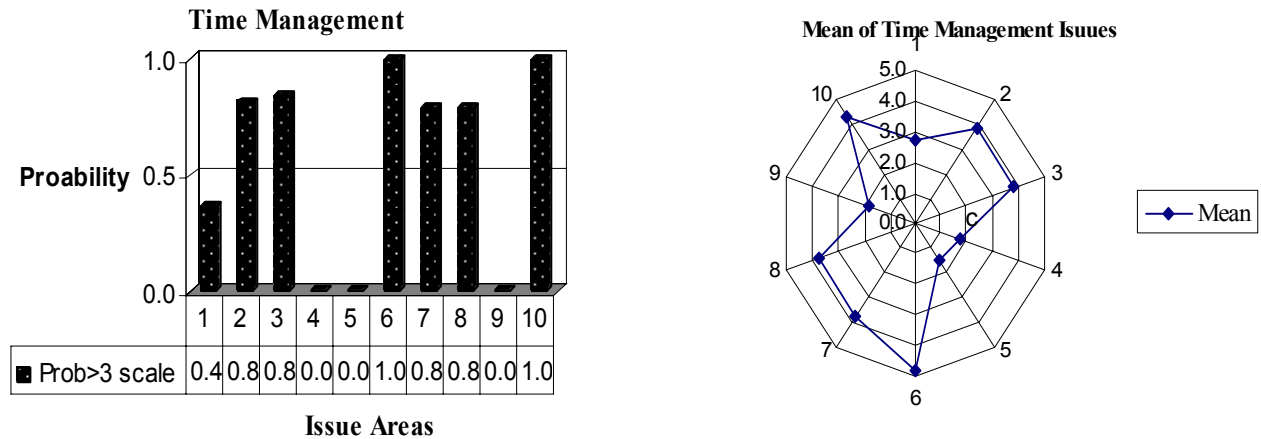 Time Management
1.0
Proability 0.5
0.0
1 2 3 4 5 6 7 8 9 10
Prob>3 scale 0.4 0.8 0.8 0.0 0.0 1.0 0.8 0.8 0.0 1.0
Issue Areas
Mean of Time Management Isuues
1
5.0
10 2
4.0
3.0
9 3
2.0
1.0
C
0.0
8 4
7 5
6
Mean